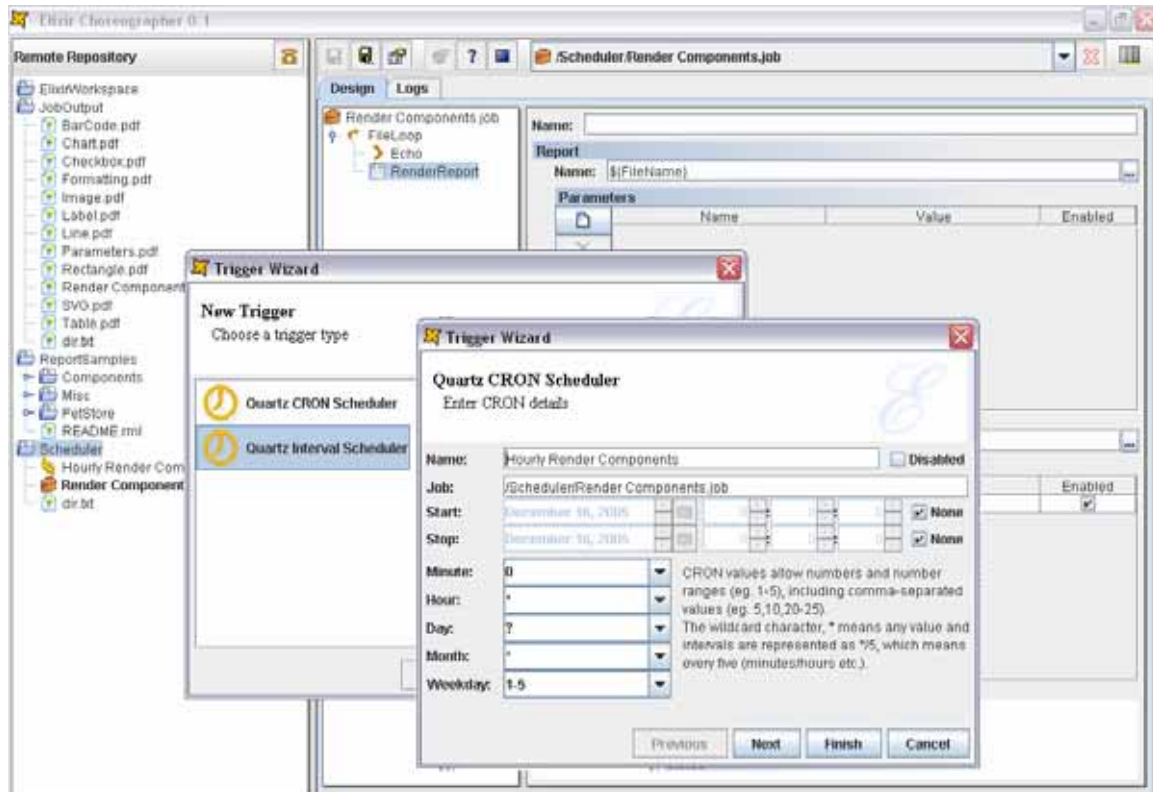 Elixir Choreographer 0.1
Remote Repository
ElixirWorkspace
JobOutput
BarCode.pdf
Chart.pdf
Checkbox.pdf
Formatting.pdf
Image.pdf
Label.pdf
Line.pdf
Parameters.pdf
Rectangle.pdf
Render Component
SVG.pdf
Table.pdf
dir.txt
ReportSamples
Components
Misc
PetStore
README.rml
Scheduler
Hourly Render Com
Render Component
dir.txt
/Scheduler/Render Components.job
Design Logs
Render Components.job
FileLoop
Echo
RenderReport
Name:
Report
Name: ${FileName}
Parameters
Name Value Enabled
Enabled
Trigger Wizard
New Trigger
Choose a trigger type
Quartz CRON Scheduler
Quartz Interval Scheduler
Trigger Wizard
Quartz CRON Scheduler
Enter CRON details
Name: Hourly Render Components Disabled
Job: /Scheduler/Render Components.job
Start: December 16, 2005 None
Stop: December 16, 2005 None
Minute: 0
Hour: *
Day: ?
Month: *
Weekday: 1-5
CRON values allow numbers and number
ranges (eg. 1-5), including comma-separated
values (eg. 5,10,20-25).
The wildcard character, * means any value and
intervals are represented as */5, which means
every five (minutes/hours etc.).
Previous Next Finish Cancel